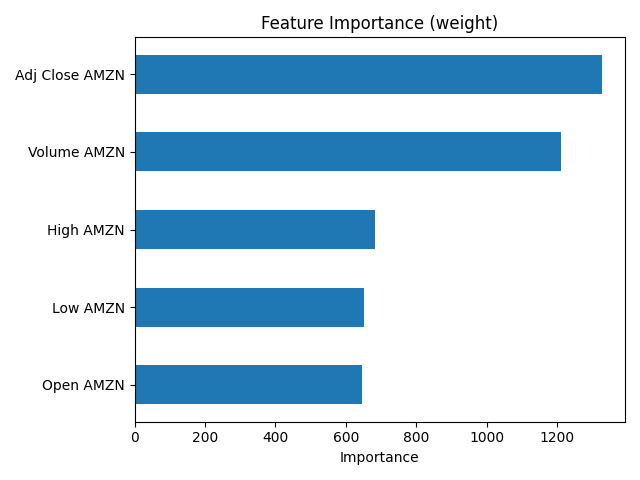 Feature Importance (weight)
Adj Close AMZN
Volume AMZN
High AMZN
Low AMZN
Open AMZN
0 200 400 600 800 1000 1200
Importance